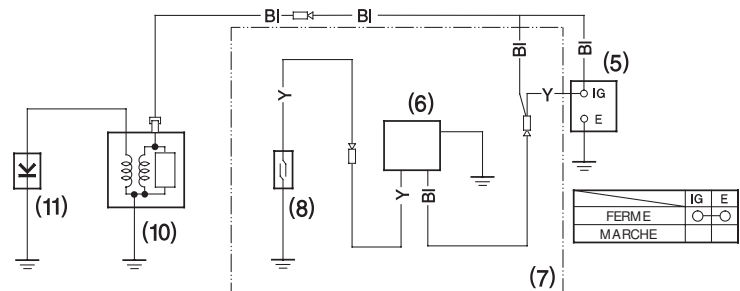 Bl Bl
Bl Bl
(5)
Y
IG
E
Y
(6)
(8)
Y Bl
(11)
(10)
(7)
IG E
FERME
MARCHE